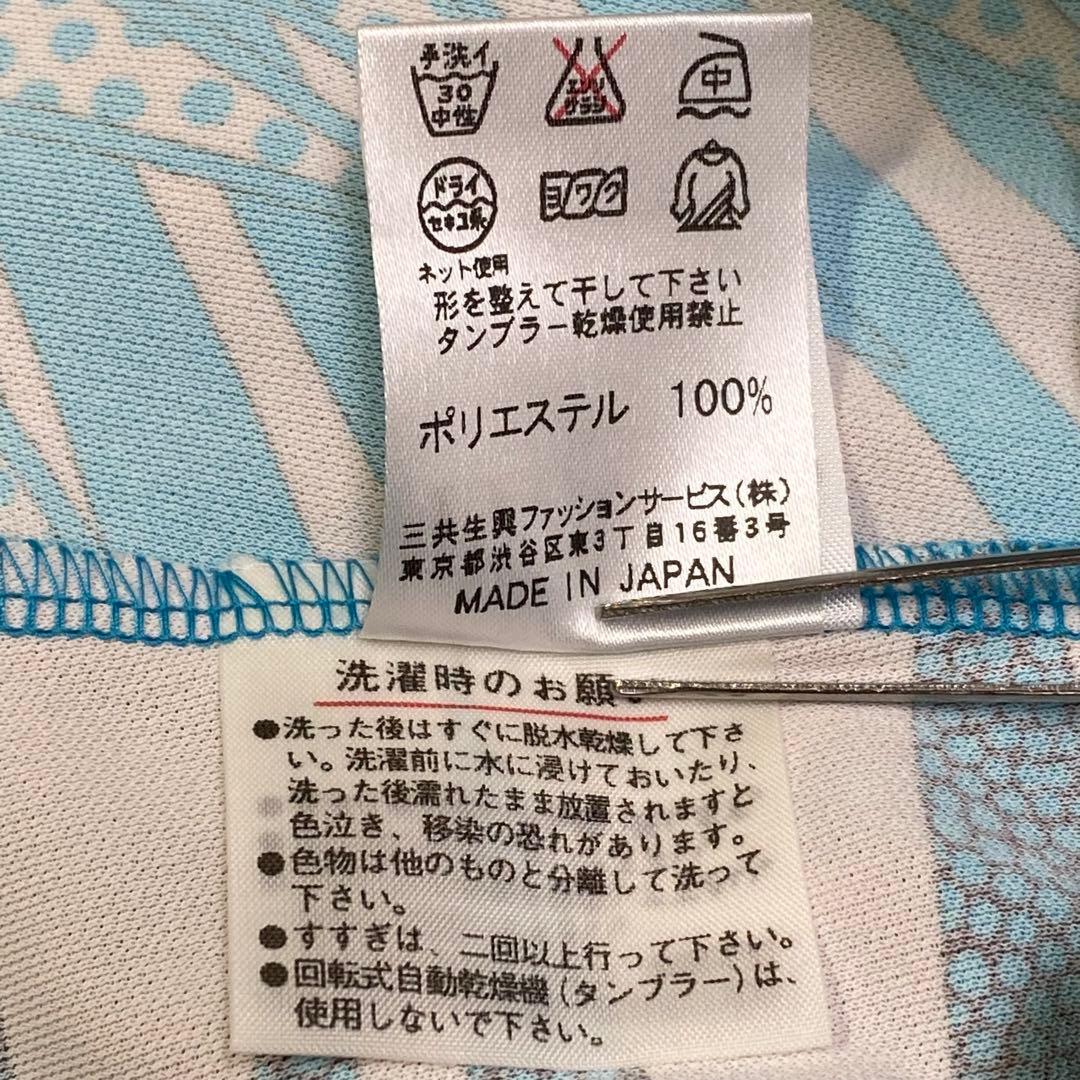 手洗イ
30
中性
エンソ
サラシ
中
ドライ
セキユ系
ヨワク
ネット使用
形を整えて干して下さい
タンブラー乾燥使用禁止
ポリエステル 100%
三共生興ファッションサービス(株)
東京都渋谷区東3丁目16番3号
MADE IN JAPAN
洗濯時のお願
●洗った後はすぐに脱水乾燥して下さ
い。洗濯前に水に浸けておいたり、
洗った後濡れたまま放置されますと
色泣き、移染の恐れがあります。
●色物は他のものと分離して洗って
下さい。
●すすぎは、二回以上行って下さい。
●回転式自動乾燥機(タンブラー)は、
使用しないで下さい。